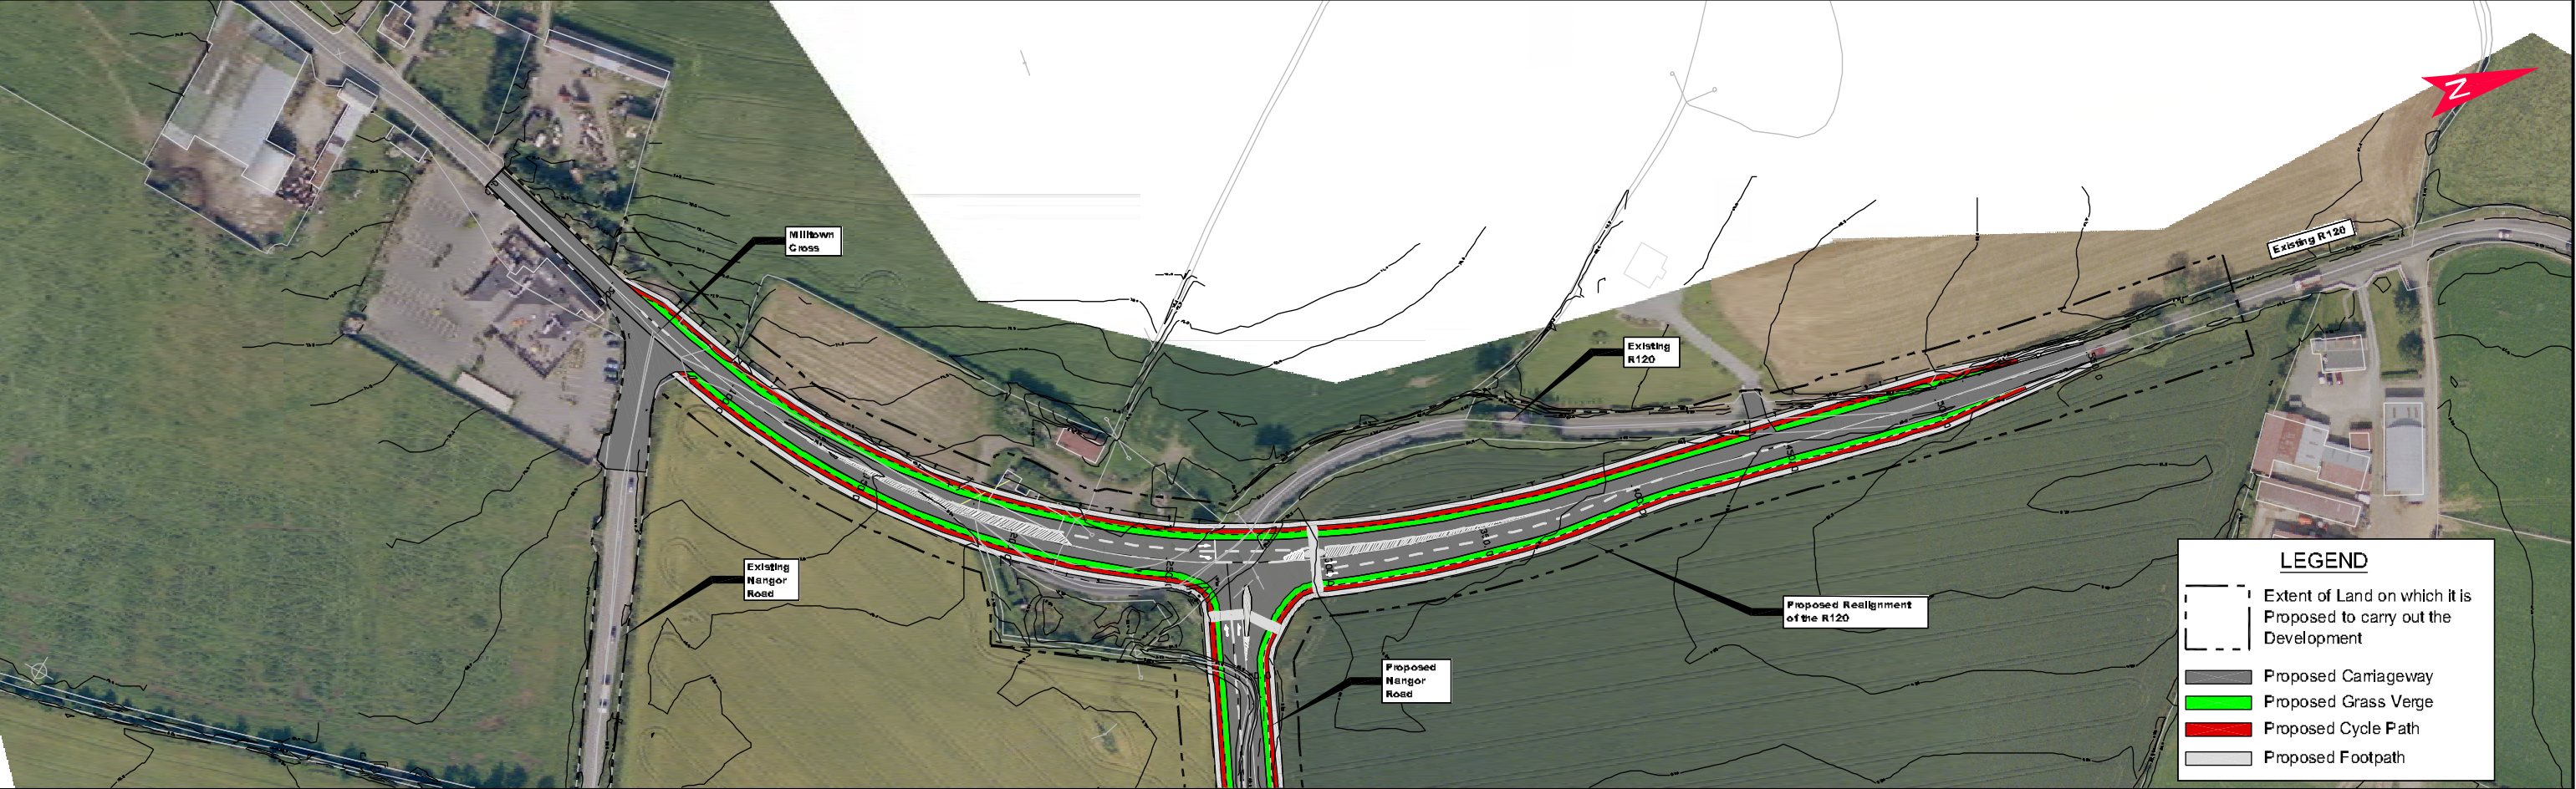 N
Existing R120
Milltown
Cross
Existing
R120
Existing
Nangor
Road
Proposed Realignment
of the R120
Proposed
Nangor
Road
LEGEND
Extent of Land on which it is
Proposed to carry out the
Development
Proposed Carriageway
Proposed Grass Verge
Proposed Cycle Path
Proposed Footpath